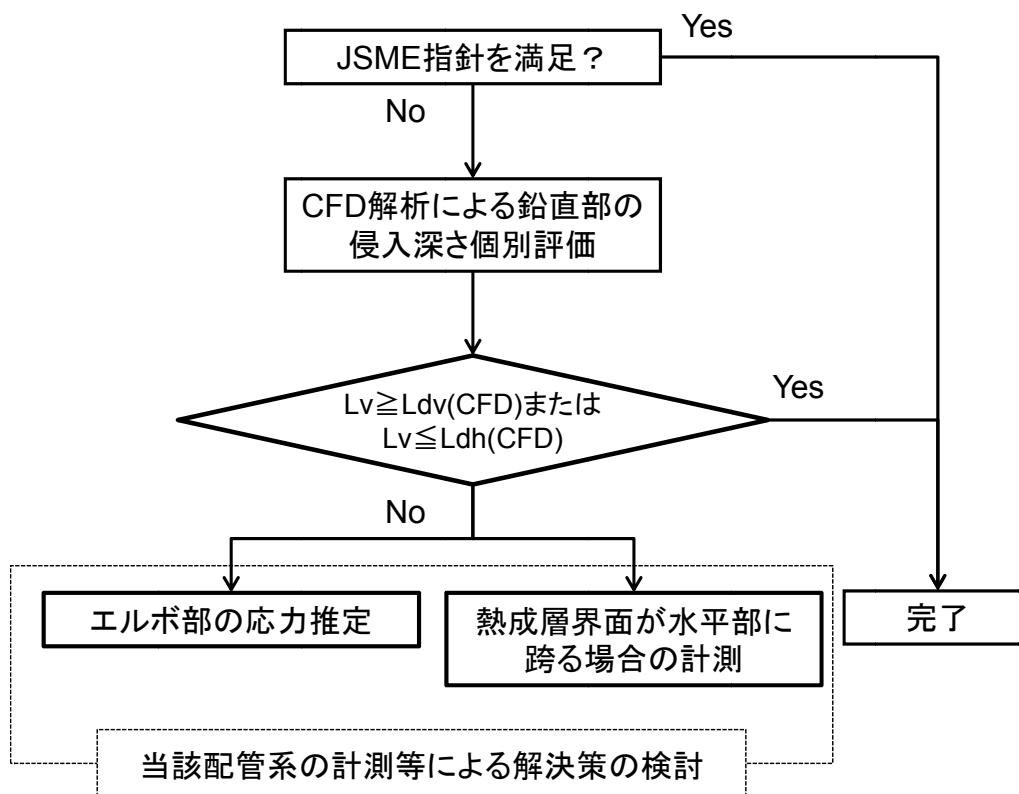 Yes
JSME指針を満足？
No
CFD解析による鉛直部の
侵入深さ個別評価
Lv≧Ldv(CFD)または
Lv≦Ldh(CFD)
Yes
No
エルボ部の応力推定
熱成層界面が水平部に
跨る場合の計測
完了
当該配管系の計測等による解決策の検討